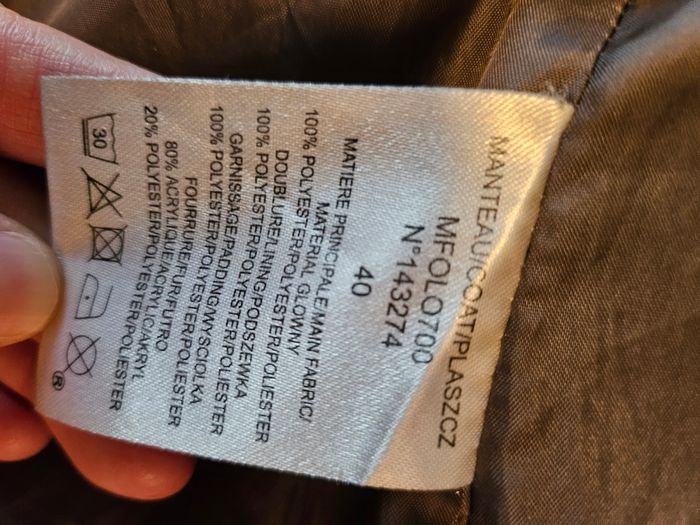 MANTEAU/COAT/PLASZCZ
MFOLO700
N°143274
40
MATIERE PRINCIPALE/MAIN FABRIC/
MATERIAL GLOWNY
100% POLYESTER/POLYESTER/POLIESTER
DOUBLURE/LINING/PODSZEWKA
100% POLYESTER/POLYESTER/POLIESTER
GARNISSAGE/PADDING/WYSCIOLKA
100% POLYESTER/POLYESTER/POLIESTER
FOURRURE/FUR/FUTRO
80% ACRYLIQUE/ACRYLIC/AKRYL
20% POLYESTER/POLYESTER/POLIESTER
30
®